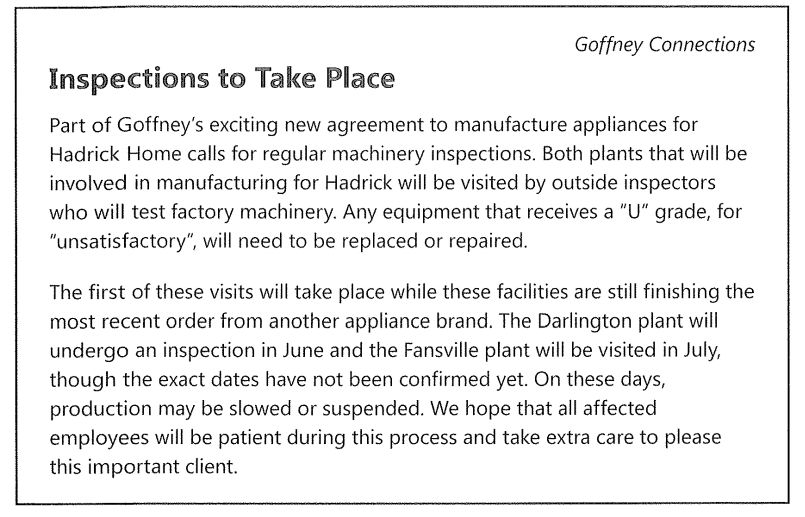 Goffney Connections
Inspections to Take Place
Part of Goffney's exciting new agreement to manufacture appliances for
Hadrick Home calls for regular machinery inspections. Both plants that will be
involved in manufacturing for Hadrick will be visited by outside inspectors
who will test factory machinery. Any equipment that receives a "U" grade, for
"unsatisfactory", will need to be replaced or repaired.
The first of these visits will take place while these facilities are still finishing the
most recent order from another appliance brand. The Darlington plant will
undergo an inspection in June and the Fansville plant will be visited in July,
though the exact dates have not been confirmed yet. On these days,
production may be slowed or suspended. We hope that all affected
employees will be patient during this process and take extra care to please
this important client.